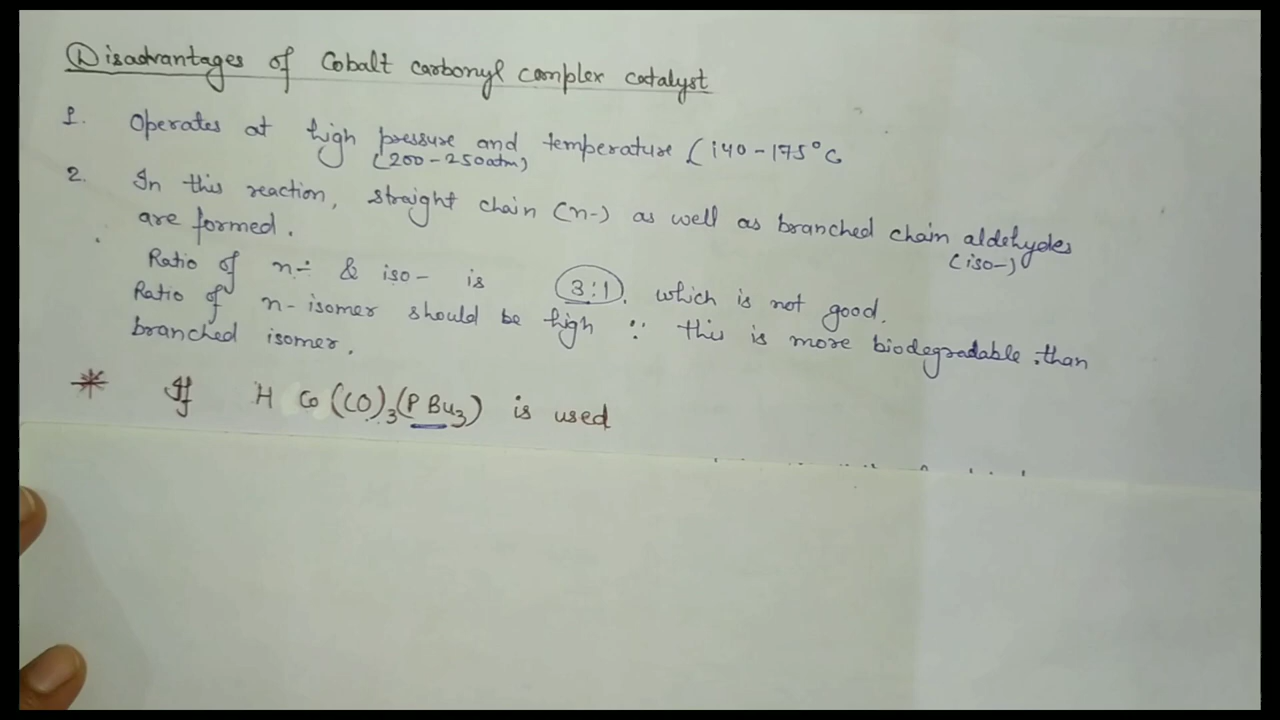 Disadvantages of Cobalt carbonyl complex catalyst
1. Operates at high pressure and temperature (140-175°C
(200-250atm)
2. In this reaction, straight chain (n-) as well as branched chain aldehydes
(iso-)
are formed.
Ratio of n- & iso- is 3:1. which is not good.
Ratio of n-isomer should be high ∵ this is more biodegradable than
branched isomer.
* If H Co(CO)3(PBu3) is used